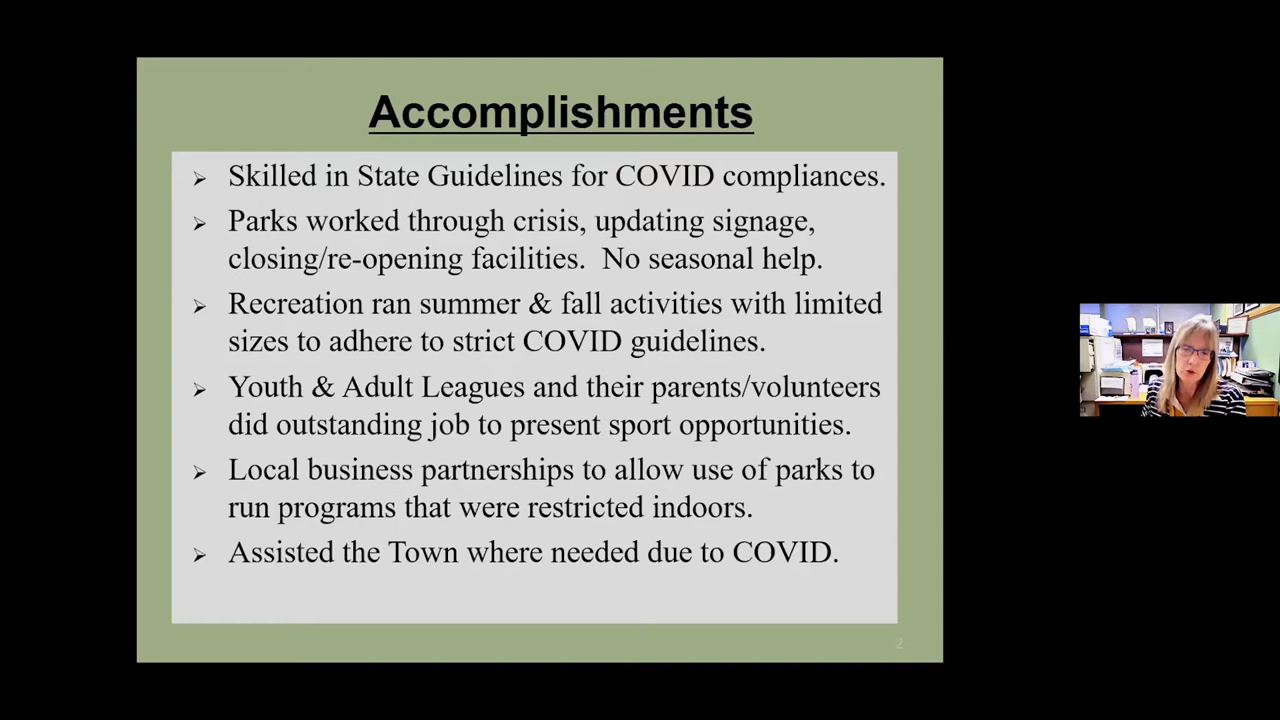 Accomplishments
➢ Skilled in State Guidelines for COVID compliances.
➢ Parks worked through crisis, updating signage,
closing/re-opening facilities.  No seasonal help.
➢ Recreation ran summer & fall activities with limited
sizes to adhere to strict COVID guidelines.
➢ Youth & Adult Leagues and their parents/volunteers
did outstanding job to present sport opportunities.
➢ Local business partnerships to allow use of parks to
run programs that were restricted indoors.
➢ Assisted the Town where needed due to COVID.
2